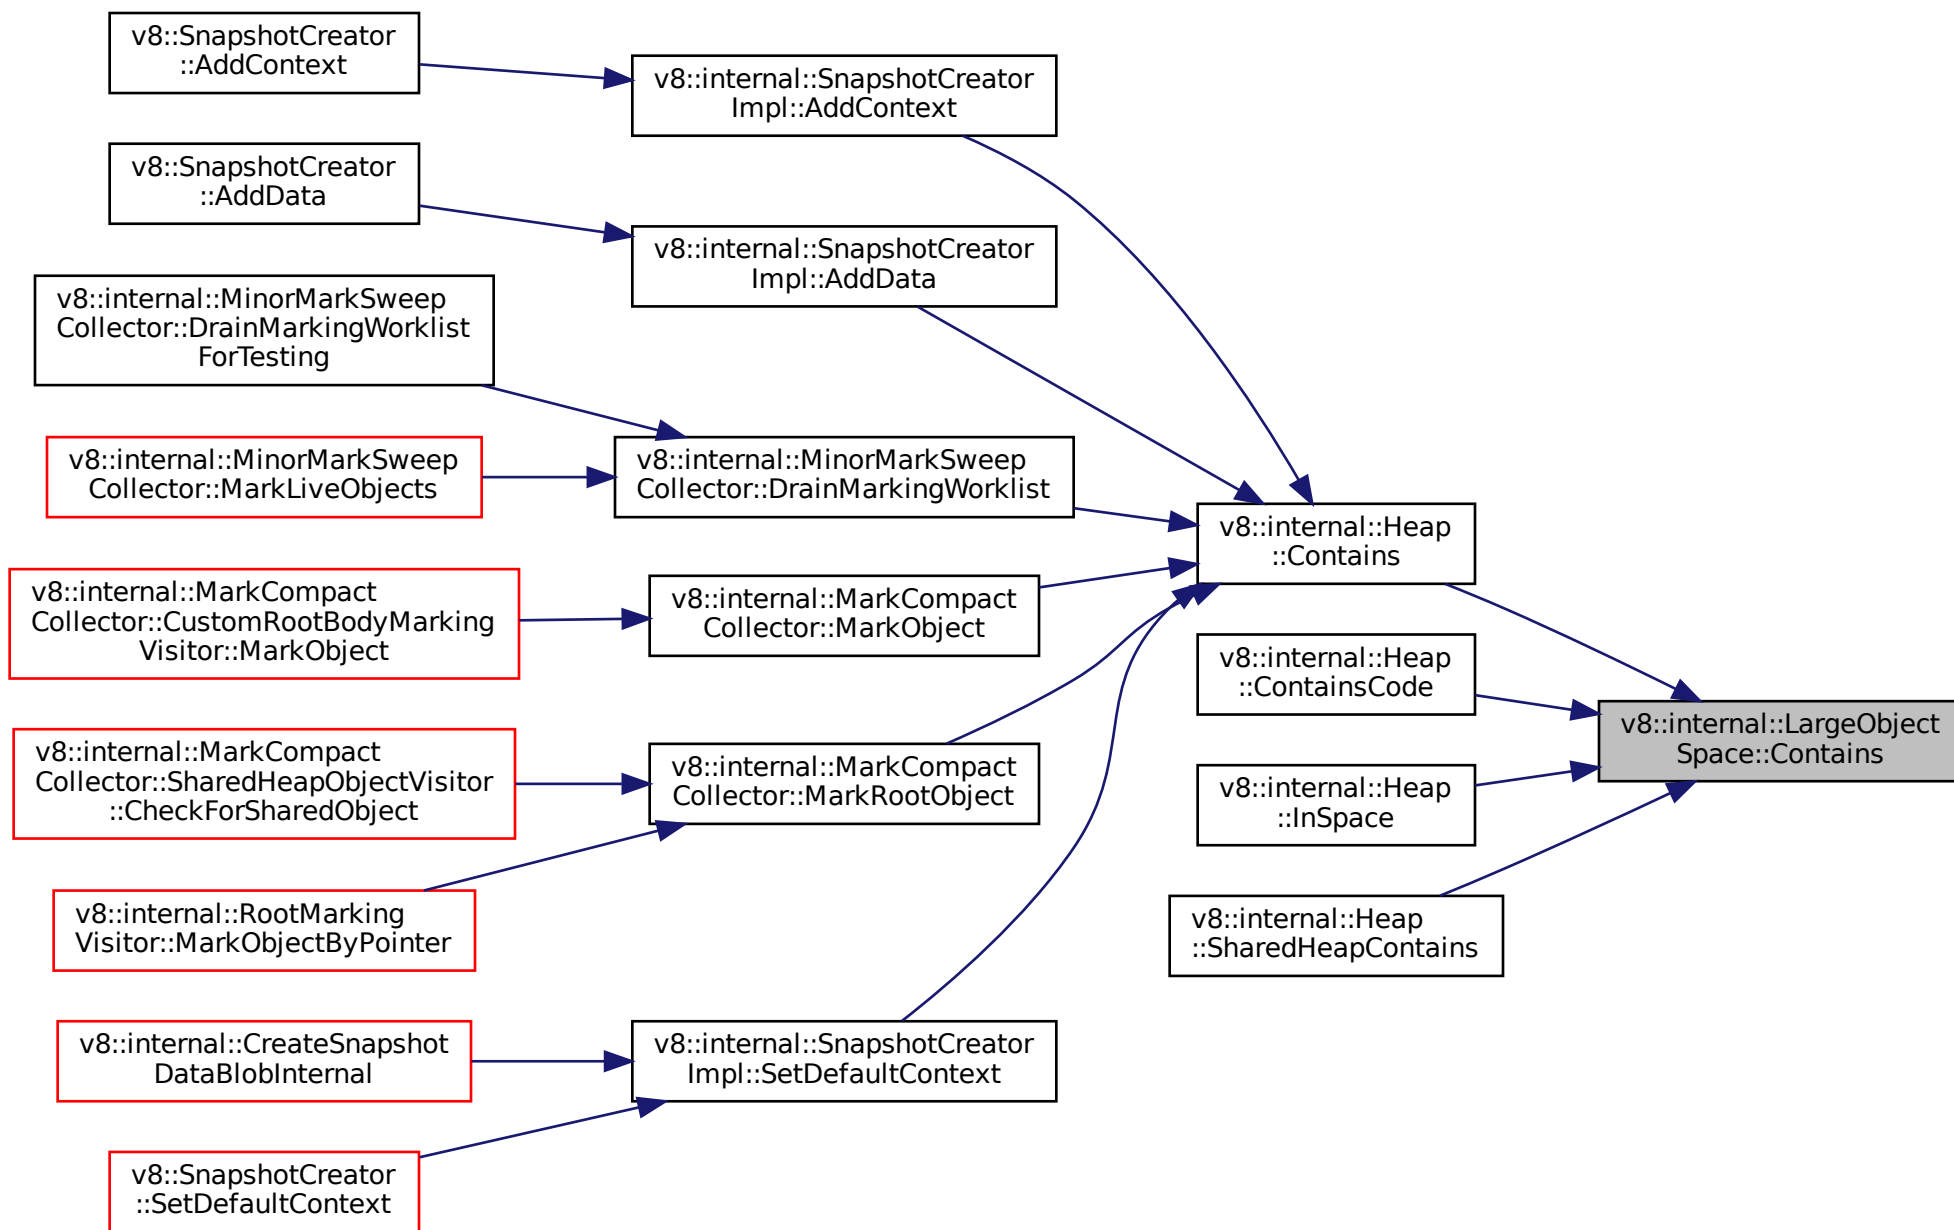 v8::SnapshotCreator
::AddContext
v8::SnapshotCreator
::AddData
v8::internal::MinorMarkSweep
Collector::DrainMarkingWorklist
ForTesting
v8::internal::MinorMarkSweep
Collector::MarkLiveObjects
v8::internal::MarkCompact
Collector::CustomRootBodyMarking
Visitor::MarkObject
v8::internal::MarkCompact
Collector::SharedHeapObjectVisitor
::CheckForSharedObject
v8::internal::RootMarking
Visitor::MarkObjectByPointer
v8::internal::CreateSnapshot
DataBlobInternal
v8::SnapshotCreator
::SetDefaultContext
v8::internal::SnapshotCreator
Impl::AddContext
v8::internal::SnapshotCreator
Impl::AddData
v8::internal::MinorMarkSweep
Collector::DrainMarkingWorklist
v8::internal::MarkCompact
Collector::MarkObject
v8::internal::MarkCompact
Collector::MarkRootObject
v8::internal::SnapshotCreator
Impl::SetDefaultContext
v8::internal::Heap
::Contains
v8::internal::Heap
::ContainsCode
v8::internal::Heap
::InSpace
v8::internal::Heap
::SharedHeapContains
v8::internal::LargeObject
Space::Contains